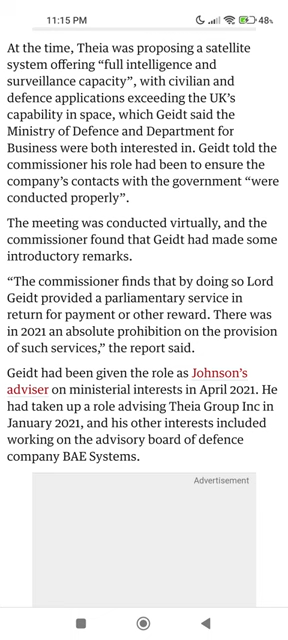 11:15 PM
48%
At the time, Theia was proposing a satellite
system offering “full intelligence and
surveillance capacity”, with civilian and
defence applications exceeding the UK’s
capability in space, which Geidt said the
Ministry of Defence and Department for
Business were both interested in. Geidt told the
commissioner his role had been to ensure the
company’s contacts with the government “were
conducted properly”.
The meeting was conducted virtually, and the
commissioner found that Geidt had made some
introductory remarks.
“The commissioner finds that by doing so Lord
Geidt provided a parliamentary service in
return for payment or other reward. There was
in 2021 an absolute prohibition on the provision
of such services,” the report said.
Geidt had been given the role as Johnson’s
adviser on ministerial interests in April 2021. He
had taken up a role advising Theia Group Inc in
January 2021, and his other interests included
working on the advisory board of defence
company BAE Systems.
Advertisement